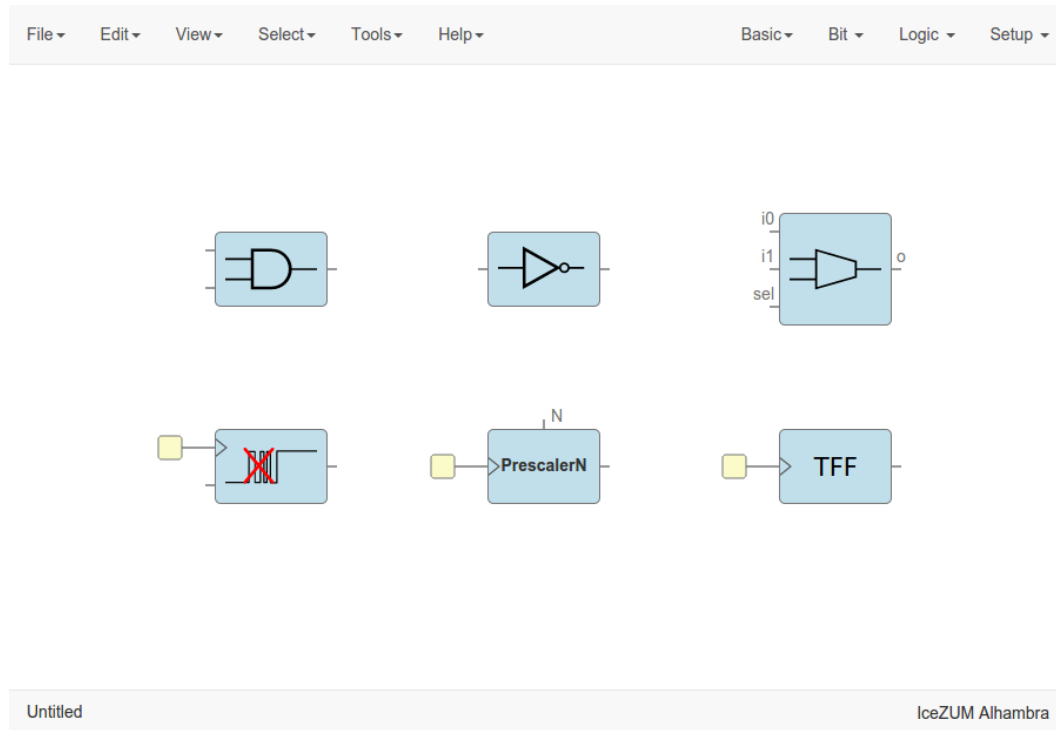 File Edit View Select Tools Help Basic Bit Logic Setup
i0
i1 o
sel
N
PrescalerN TFF
Untitled IceZUM Alhambra